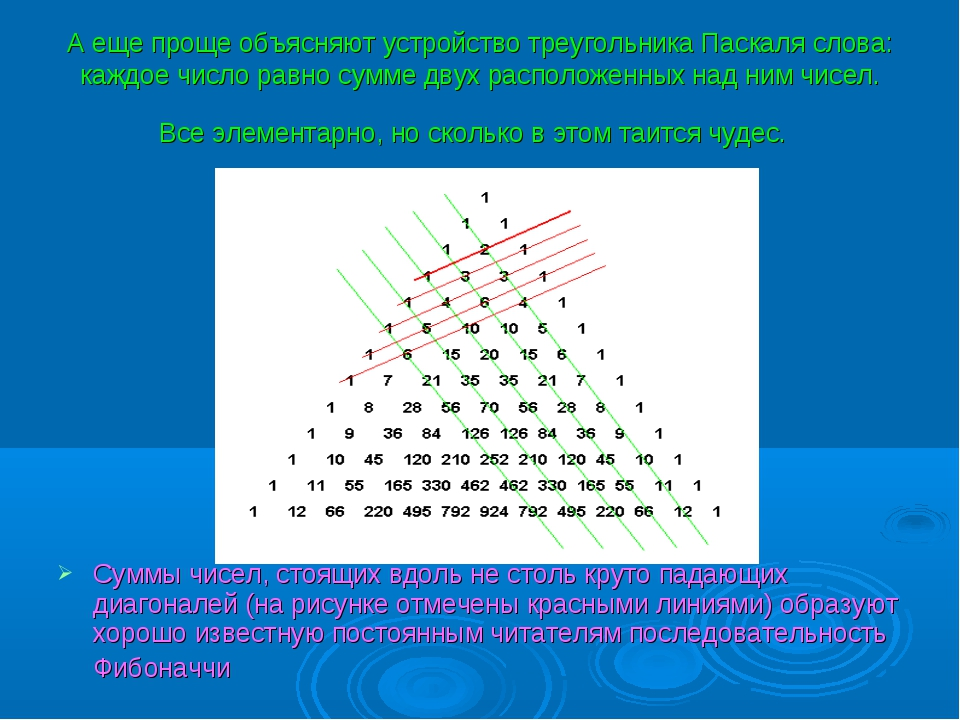 А еще проще объясняют устройство треугольника Паскаля слова:
каждое число равно сумме двух расположенных над ним чисел.
Все элементарно, но сколько в этом таится чудес.
1
1 1
1 2 1
1 3 3 1
1 4 6 4 1
1 5 10 10 5 1
1 6 15 20 15 6 1
1 7 21 35 35 21 7 1
1 8 28 56 70 56 28 8 1
1 9 36 84 126 126 84 36 9 1
1 10 45 120 210 252 210 120 45 10 1
1 11 55 165 330 462 462 330 165 55 11 1
1 12 66 220 495 792 924 792 495 220 66 12 1
Суммы чисел, стоящих вдоль не столь круто падающих
диагоналей (на рисунке отмечены красными линиями) образуют
хорошо известную постоянным читателям последовательность
Фибоначчи